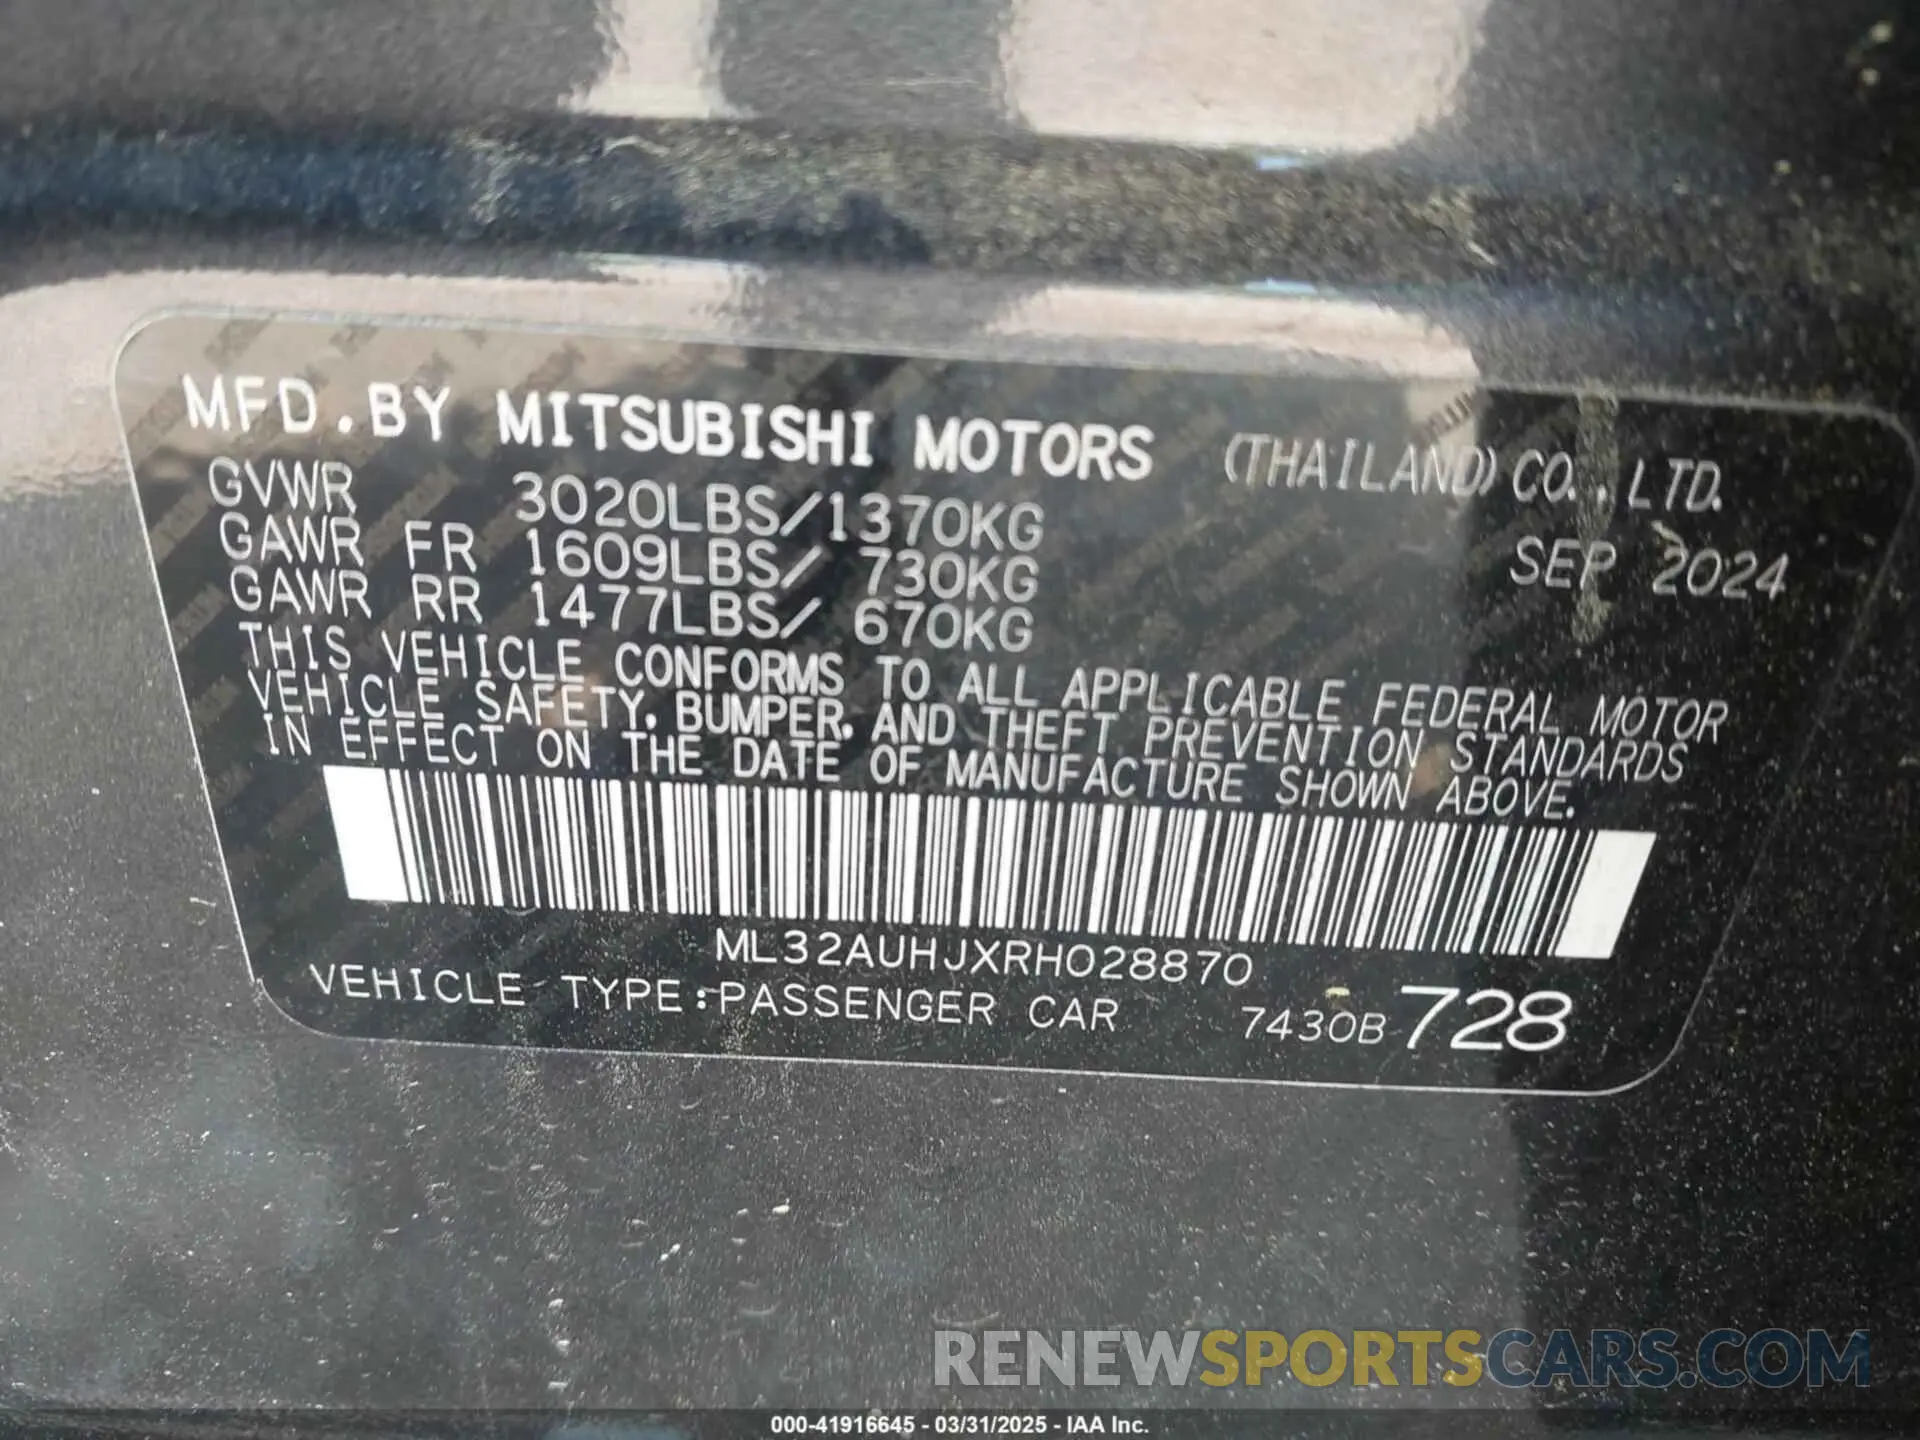 MFD.BY MITSUBISHI MOTORS (THAILAND) CO., LTD.
GVWR 3020LBS/1370KG
GAWR FR 1609LBS/ 730KG SEP 2024
GAWR RR 1477LBS/ 670KG
THIS VEHICLE CONFORMS TO ALL APPLICABLE FEDERAL MOTOR
VEHICLE SAFETY, BUMPER, AND THEFT PREVENTION STANDARDS
IN EFFECT ON THE DATE OF MANUFACTURE SHOWN ABOVE.
ML32AUHJXRH028870
VEHICLE TYPE:PASSENGER CAR 7430B 728
RENEWSPORTSCARS.COM
000-41916645 - 03/31/2025 - IAA Inc.